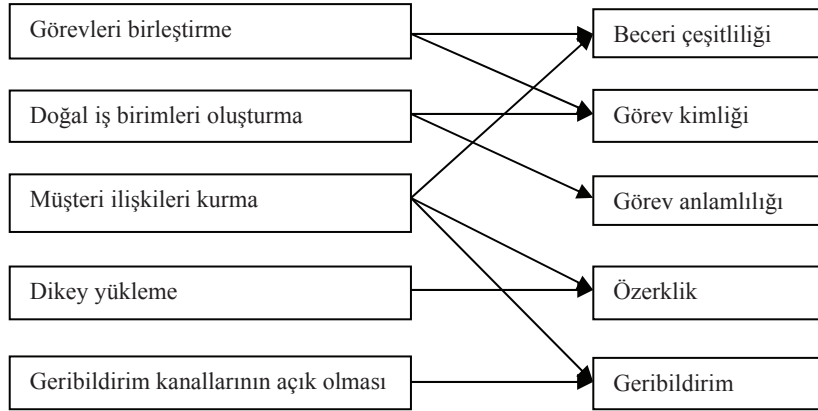 Görevleri birleştirme
Beceri çeşitliliği
Doğal iş birimleri oluşturma
Görev kimliği
Müşteri ilişkileri kurma
Görev anlamlılığı
Dikey yükleme
Özerklik
Geribildirim kanallarının açık olması
Geribildirim